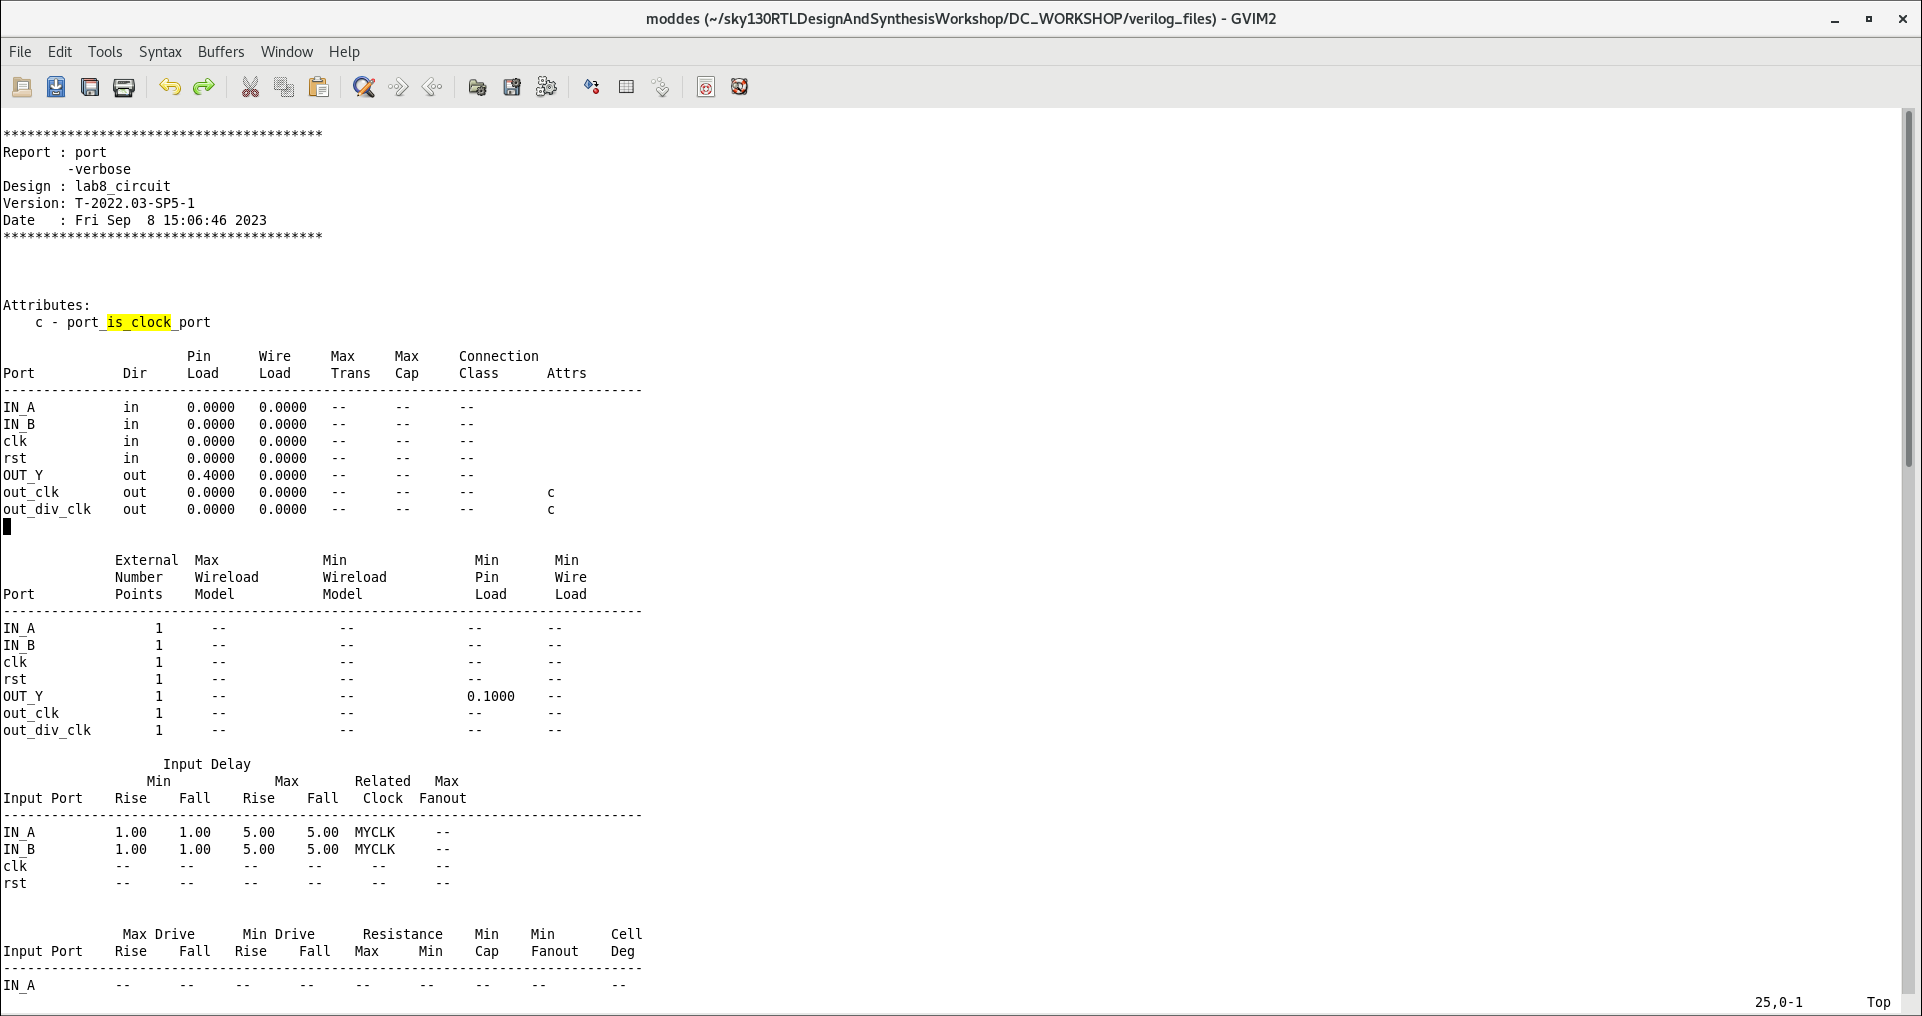 moddes (~/sky130RTLDesignAndSynthesisWorkshop/DC_WORKSHOP/verilog_files) - GVIM2
File Edit Tools Syntax Buffers Window Help
****************************************
Report : port
        -verbose
Design : lab8_circuit
Version: T-2022.03-SP5-1
Date   : Fri Sep  8 15:06:46 2023
****************************************
Attributes:
    c - port_is_clock_port
                       Pin      Wire     Max     Max     Connection
Port           Dir     Load     Load     Trans   Cap     Class      Attrs
--------------------------------------------------------------------------------
IN_A           in      0.0000   0.0000   --      --      --
IN_B           in      0.0000   0.0000   --      --      --
clk            in      0.0000   0.0000   --      --      --
rst            in      0.0000   0.0000   --      --      --
OUT_Y          out     0.4000   0.0000   --      --      --
out_clk        out     0.0000   0.0000   --      --      --         c
out_div_clk    out     0.0000   0.0000   --      --      --         c
              External  Max             Min                Min       Min
              Number    Wireload        Wireload           Pin       Wire
Port          Points    Model           Model              Load      Load
--------------------------------------------------------------------------------
IN_A               1      --              --              --        --
IN_B               1      --              --              --        --
clk                1      --              --              --        --
rst                1      --              --              --        --
OUT_Y              1      --              --              0.1000    --
out_clk            1      --              --              --        --
out_div_clk        1      --              --              --        --
                    Input Delay
                  Min             Max       Related   Max
Input Port    Rise    Fall    Rise    Fall   Clock  Fanout
--------------------------------------------------------------------------------
IN_A          1.00    1.00    5.00    5.00  MYCLK     --
IN_B          1.00    1.00    5.00    5.00  MYCLK     --
clk           --      --      --      --      --      --
rst           --      --      --      --      --      --
               Max Drive      Min Drive      Resistance    Min    Min       Cell
Input Port    Rise    Fall   Rise    Fall   Max     Min    Cap    Fanout    Deg
--------------------------------------------------------------------------------
IN_A          --      --     --      --     --      --     --     --        --
25,0-1        Top